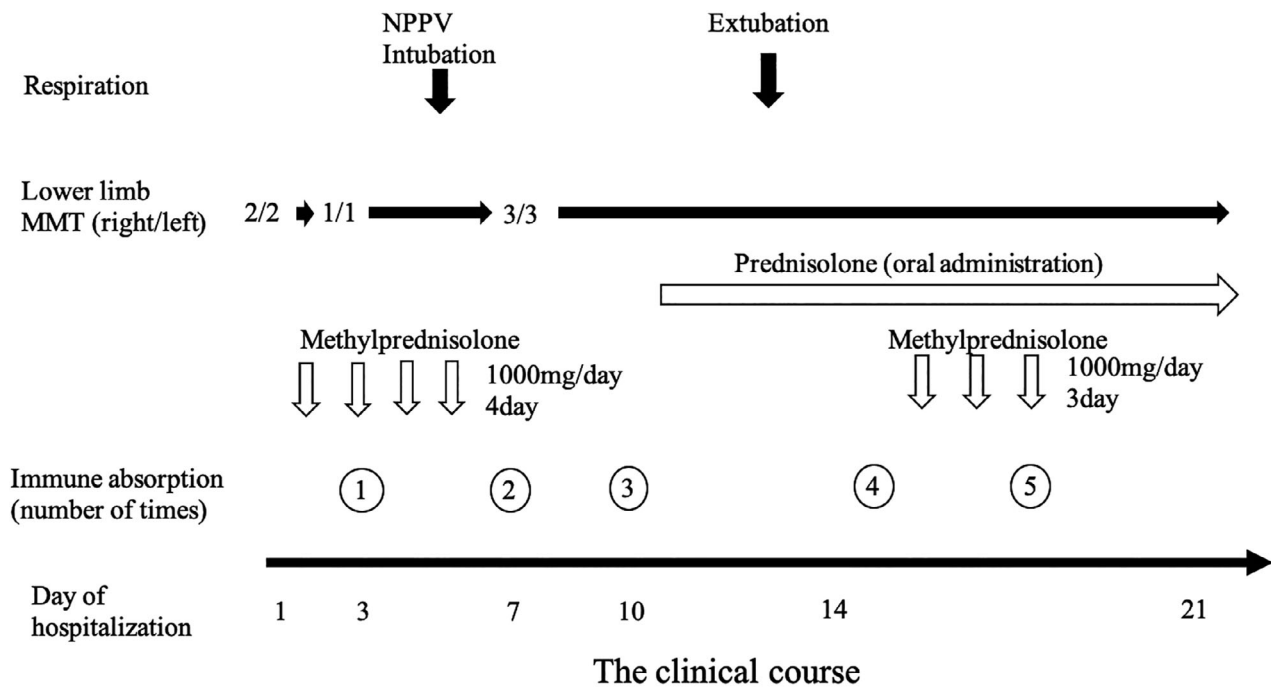 NPPV
Intubation
Extubation
Respiration
Lower limb
MMT (right/left)
2/2
1/1
3/3
Prednisolone (oral administration)
Methylprednisolone
1000mg/day
4day
Methylprednisolone
1000mg/day
3day
Immune absorption
(number of times)
1
2
3
4
5
Day of
hospitalization
1
3
7
10
14
21
The clinical course